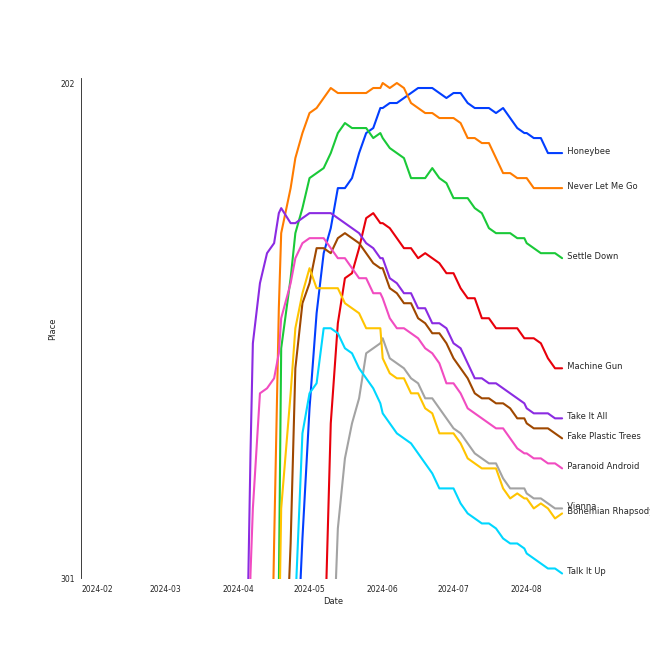 202
Honeybee
Never Let Me Go
Settle Down
Place
Machine Gun
Take It All
Fake Plastic Trees
Paranoid Android
Vienna
Bohemian Rhapsod
Talk It Up
301
2024-02 2024-03 2024-04 2024-05 2024-06 2024-07 2024-08
Date